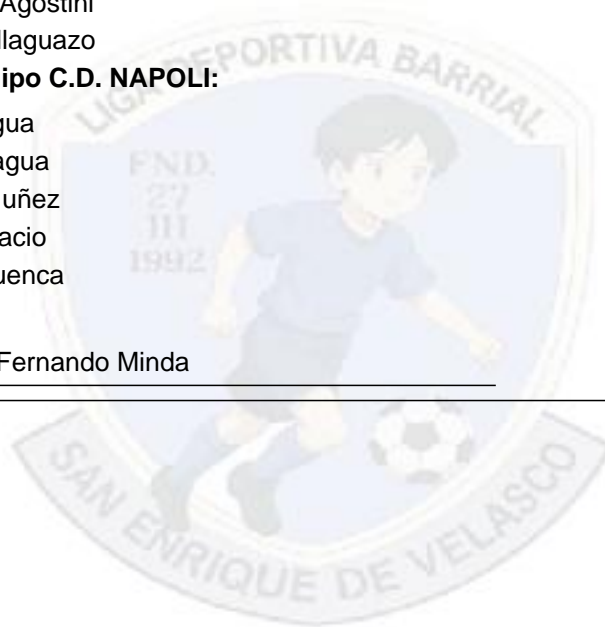 Agostini
llaguazo
ipo C.D. NAPOLI:
gua
agua
uñez
acio
uenca
Fernando Minda
LIGA DEPORTIVA BARRIAL
FND.
27
III
1992
SAN ENRIQUE DE VELASCO